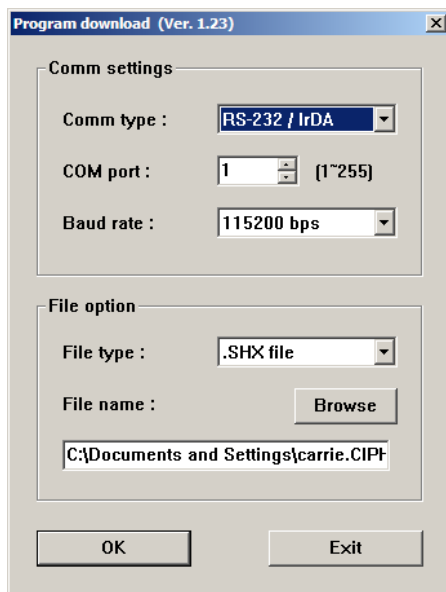 Program download (Ver. 1.23)
Comm settings
Comm type : RS-232 / IrDA
COM port : 1 (1~255)
Baud rate : 115200 bps
File option
File type : .SHX file
File name : Browse
C:\Documents and Settings\carrie.CIPH
OK Exit